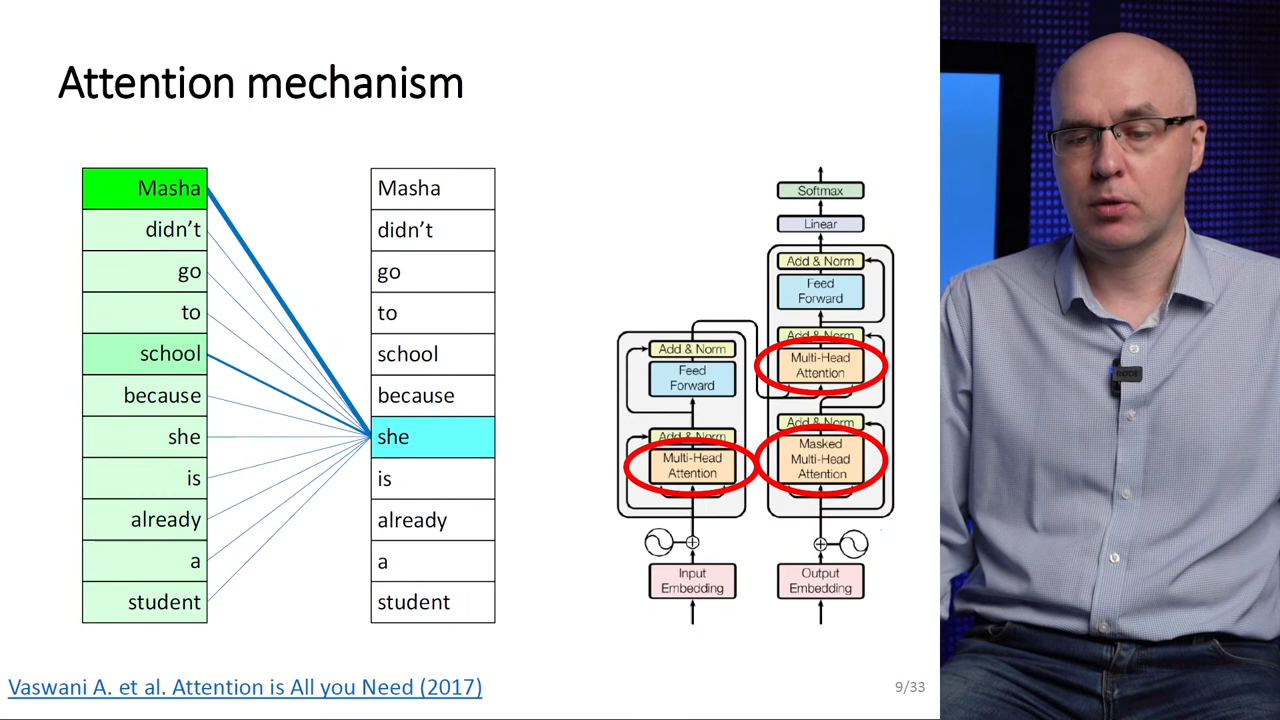 Attention mechanism
Masha
didn’t
go
to
school
because
she
is
already
a
student
Masha
didn’t
go
to
school
because
she
is
already
a
student
Softmax
Linear
Add & Norm
Feed
Forward
Add & Norm
Multi-Head
Attention
Add & Norm
Masked
Multi-Head
Attention
Output
Embedding
Add & Norm
Feed
Forward
Add & Norm
Multi-Head
Attention
Input
Embedding
RODE
Vaswani A. et al. Attention is All you Need (2017)
9/33